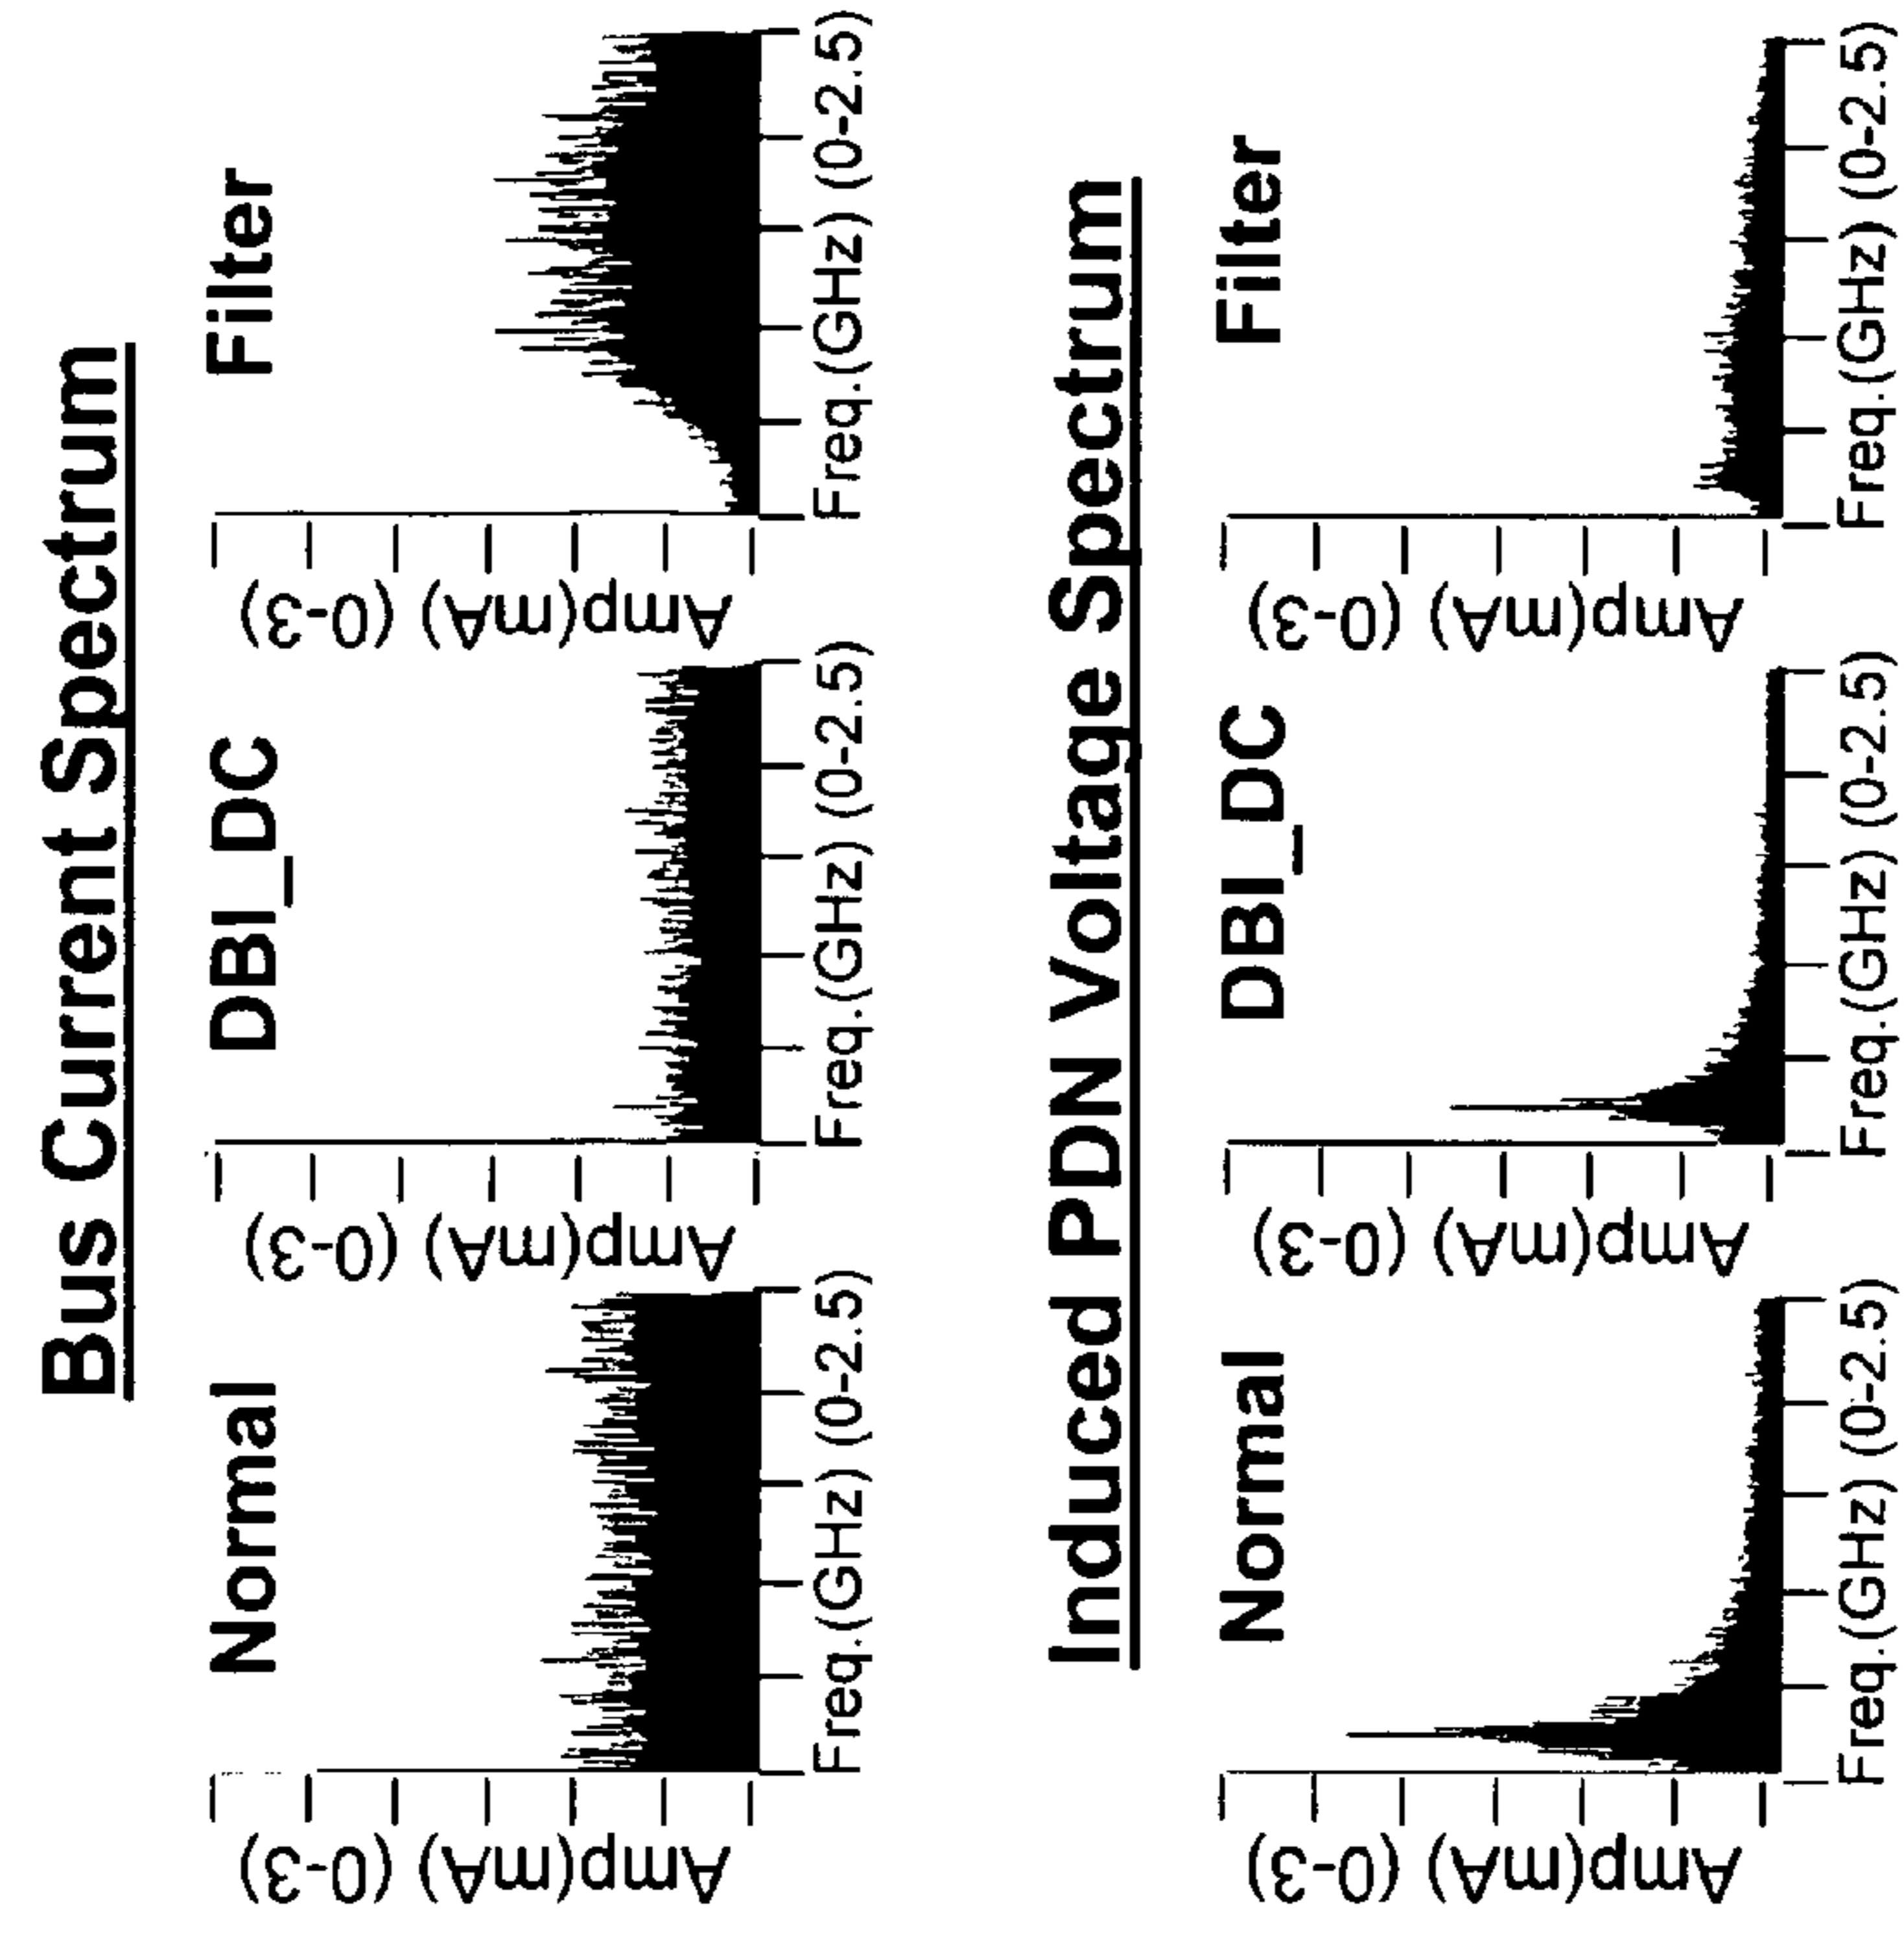 Bus Current Spectrum
Normal
DBI_DC
Filter
Amp(mA) (0-3)
Freq.(GHz) (0-2.5)
Amp(mA) (0-3)
Freq.(GHz) (0-2.5)
Amp(mA) (0-3)
Freq.(GHz) (0-2.5)
Induced PDN Voltage Spectrum
Normal
DBI_DC
Filter
Amp(mA) (0-3)
Freq.(GHz) (0-2.5)
Amp(mA) (0-3)
Freq.(GHz) (0-2.5)
Amp(mA) (0-3)
Freq.(GHz) (0-2.5)